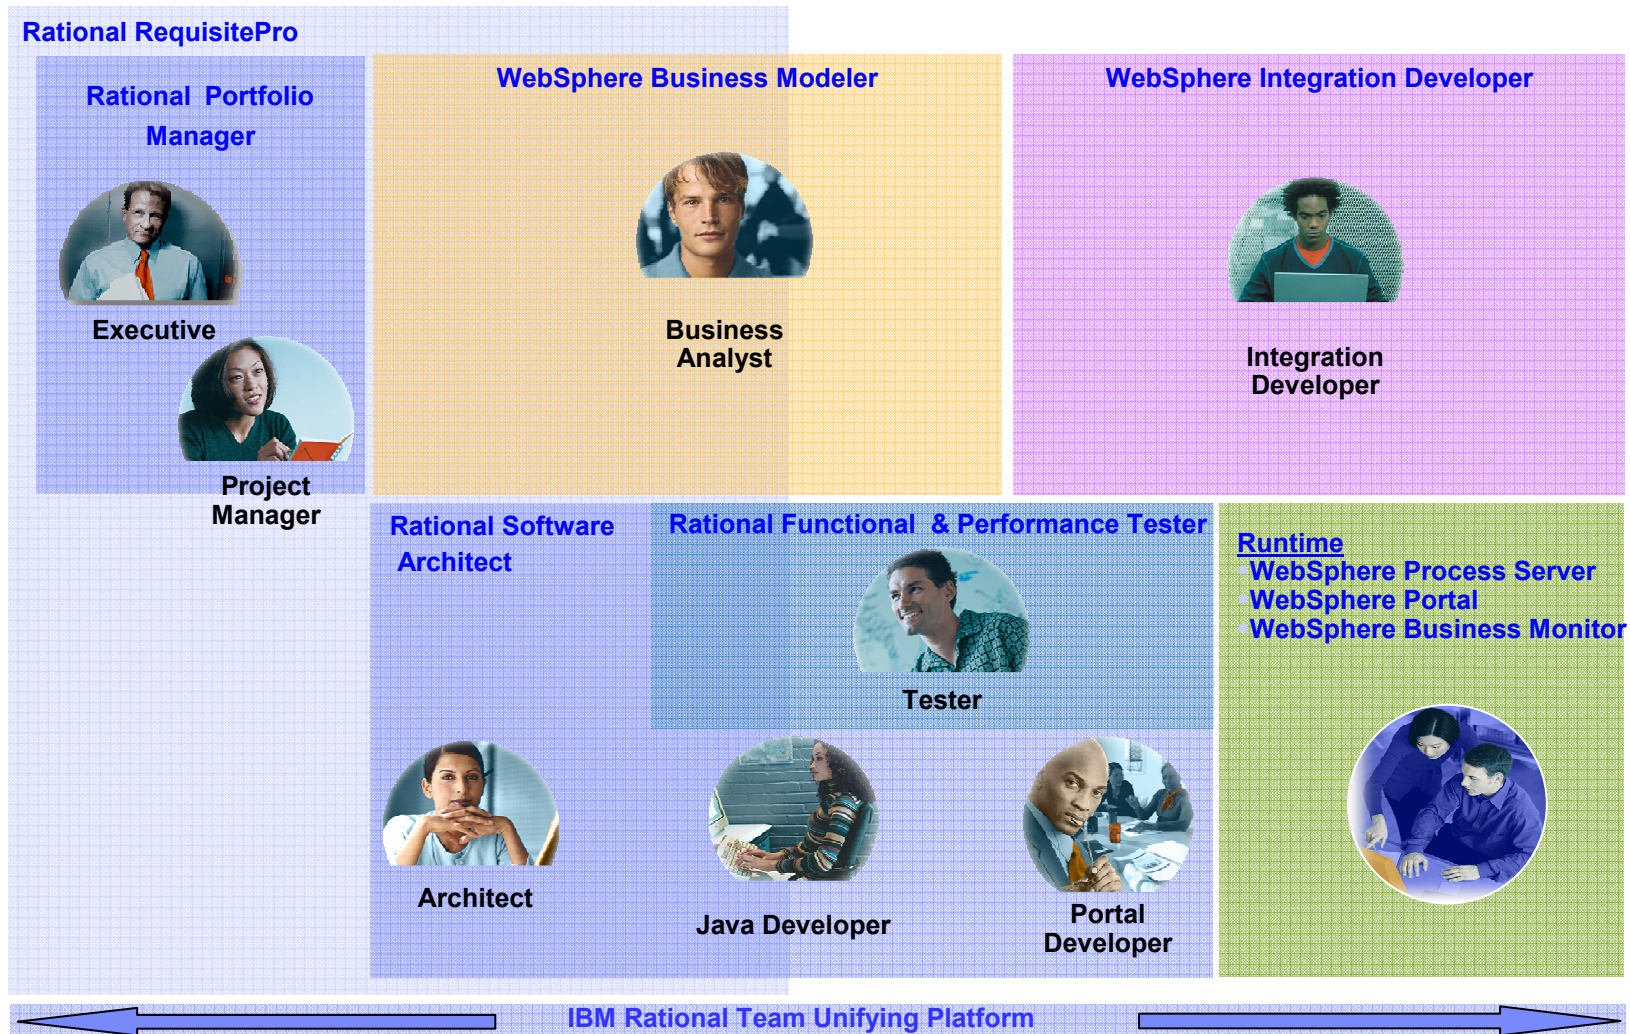 Rational RequisitePro
Rational Portfolio
Manager
Executive
Project
Manager
WebSphere Business Modeler
Business
Analyst
WebSphere Integration Developer
Integration
Developer
Rational Software
Architect
Rational Functional & Performance Tester
Tester
Architect
Java Developer
Portal
Developer
Runtime
•WebSphere Process Server
•WebSphere Portal
•WebSphere Business Monitor
IBM Rational Team Unifying Platform